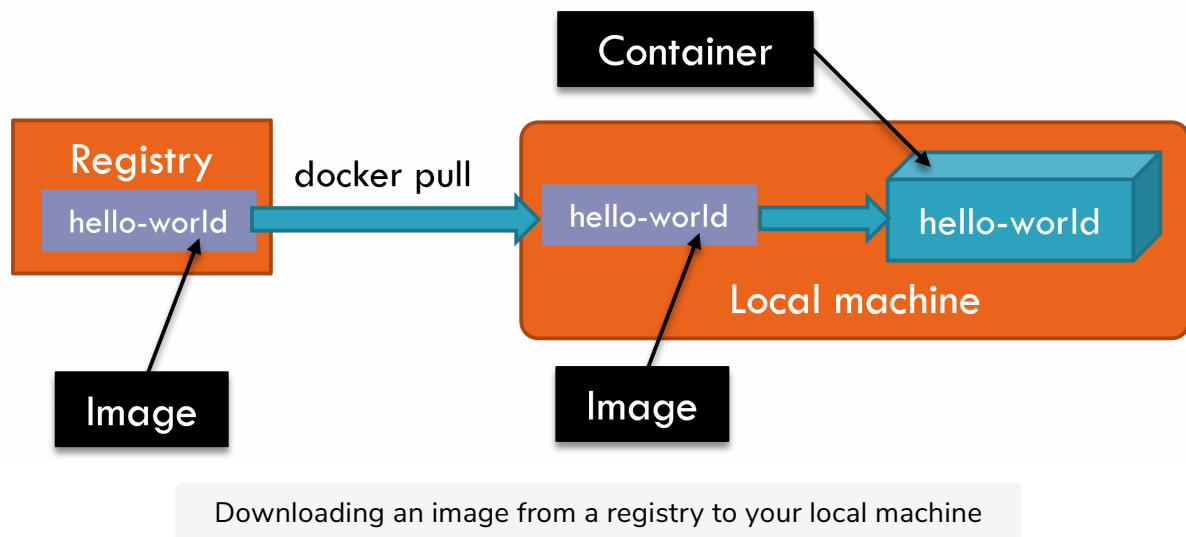 Container
Registry
docker pull
hello-world
hello-world
hello-world
Local machine
Image
Image
Downloading an image from a registry to your local machine